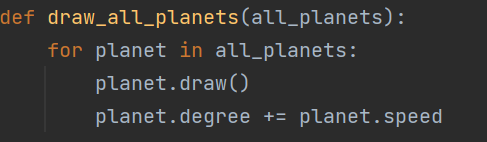 def draw_all_planets(all_planets):
    for planet in all_planets:
        planet.draw()
        planet.degree += planet.speed